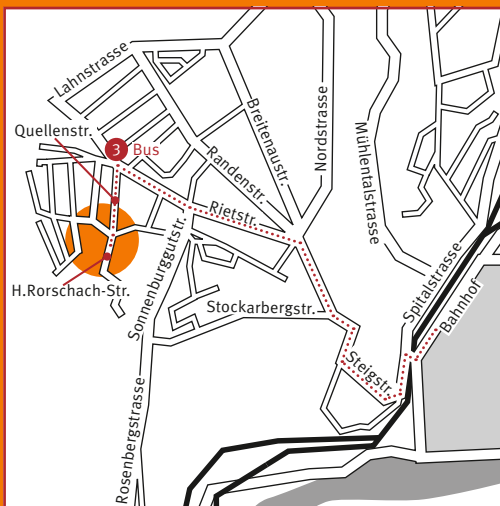 Lahnstrasse
Quellenstr.
3 Bus
Breitenaustr.
Nordstrasse
Mühlentalstrasse
Randenstr.
Rietstr.
Sonnenburggutstr.
H.Rorschach-Str.
Stockarbergstr.
Spitalstrasse
Bahnhof
Steigstr.
Rosenbergstrasse